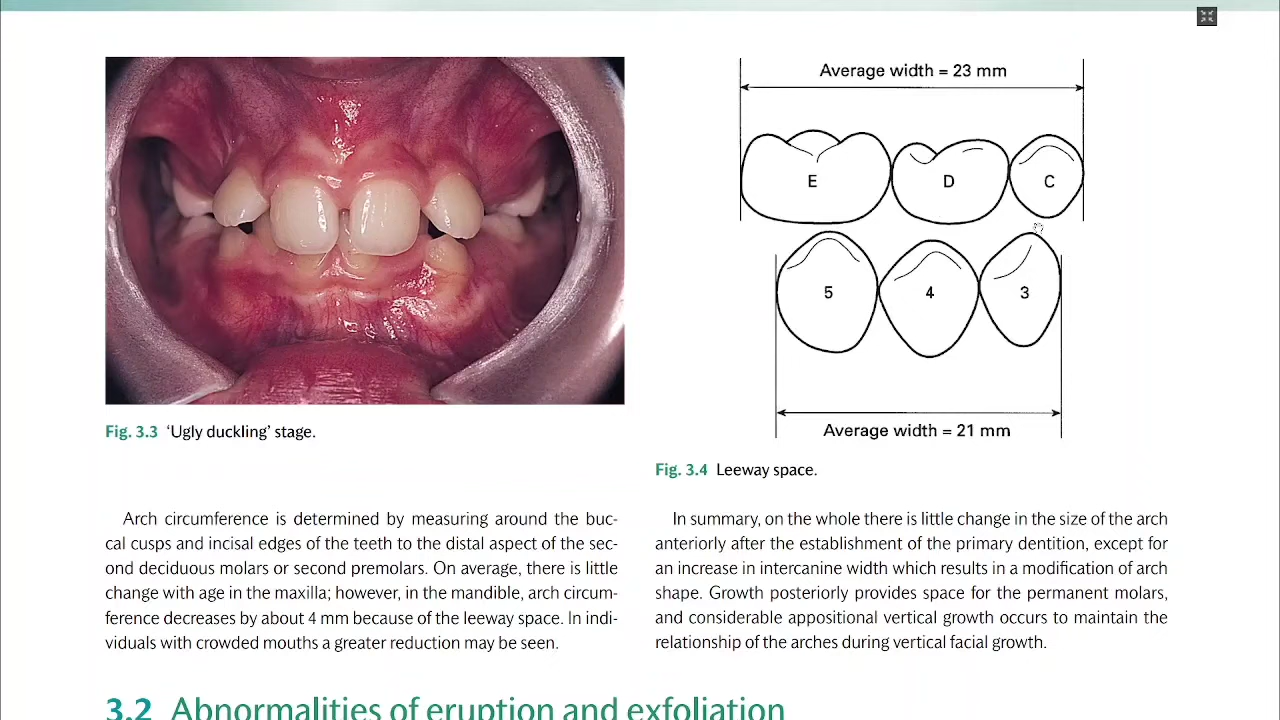 Average width = 23 mm
E
D
C
5
4
3
Average width = 21 mm
Fig. 3.3 ‘Ugly duckling’ stage.
Fig. 3.4 Leeway space.
Arch circumference is determined by measuring around the buc-
cal cusps and incisal edges of the teeth to the distal aspect of the sec-
ond deciduous molars or second premolars. On average, there is little
change with age in the maxilla; however, in the mandible, arch circum-
ference decreases by about 4 mm because of the leeway space. In indi-
viduals with crowded mouths a greater reduction may be seen.
In summary, on the whole there is little change in the size of the arch
anteriorly after the establishment of the primary dentition, except for
an increase in intercanine width which results in a modification of arch
shape. Growth posteriorly provides space for the permanent molars,
and considerable appositional vertical growth occurs to maintain the
relationship of the arches during vertical facial growth.
3.2 Abnormalities of eruption and exfoliation